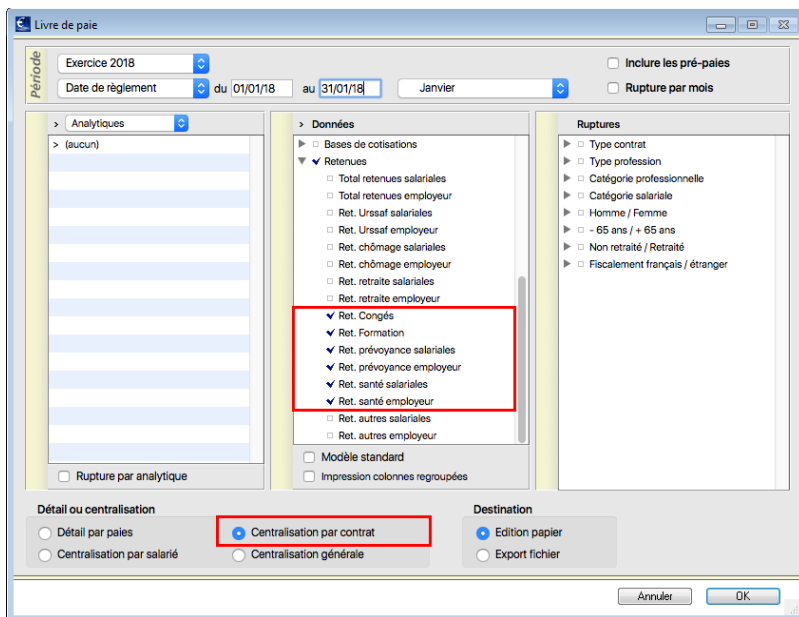 Livre de paie
Période
Exercice 2018
Inclure les pré-paies
Date de règlement du 01/01/18 au 31/01/18 Janvier
Rupture par mois
> Analytiques
> (aucun)
Rupture par analytique
> Données
Bases de cotisations
Retenues
Total retenues salariales
Total retenues employeur
Ret. Urssaf salariales
Ret. Urssaf employeur
Ret. chômage salariales
Ret. chômage employeur
Ret. retraite salariales
Ret. retraite employeur
Ret. Congés
Ret. Formation
Ret. prévoyance salariales
Ret. prévoyance employeur
Ret. santé salariales
Ret. santé employeur
Ret. autres salariales
Ret. autres employeur
Modèle standard
Impression colonnes regroupées
Ruptures
Type contrat
Type profession
Catégorie professionnelle
Catégorie salariale
Homme / Femme
- 65 ans / + 65 ans
Non retraité / Retraité
Fiscalement français / étranger
Détail ou centralisation
Détail par paies
Centralisation par contrat
Centralisation par salarié
Centralisation générale
Destination
Edition papier
Export fichier
Annuler
OK